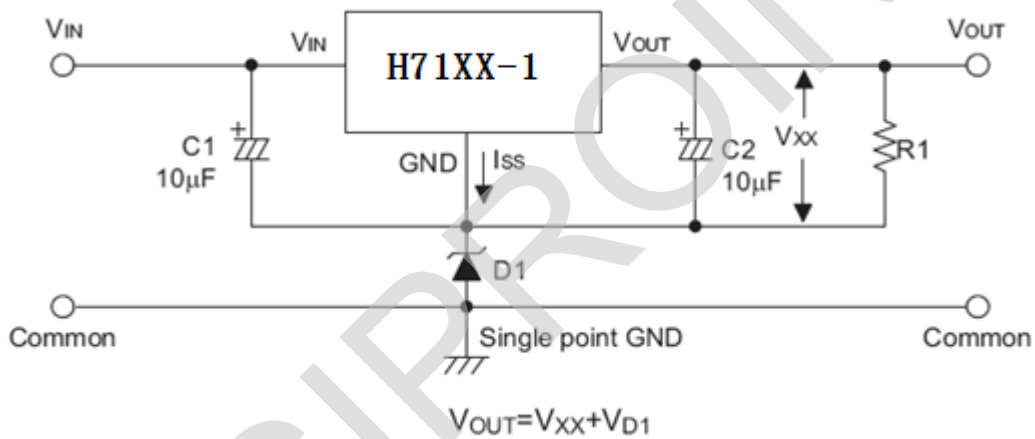 VIN
VIN
H71XX-1
VOUT
VOUT
C1
10μF
GND
ISS
C2
10μF
VXX
R1
D1
Common
Single point GND
Common
VOUT=VXX+VD1